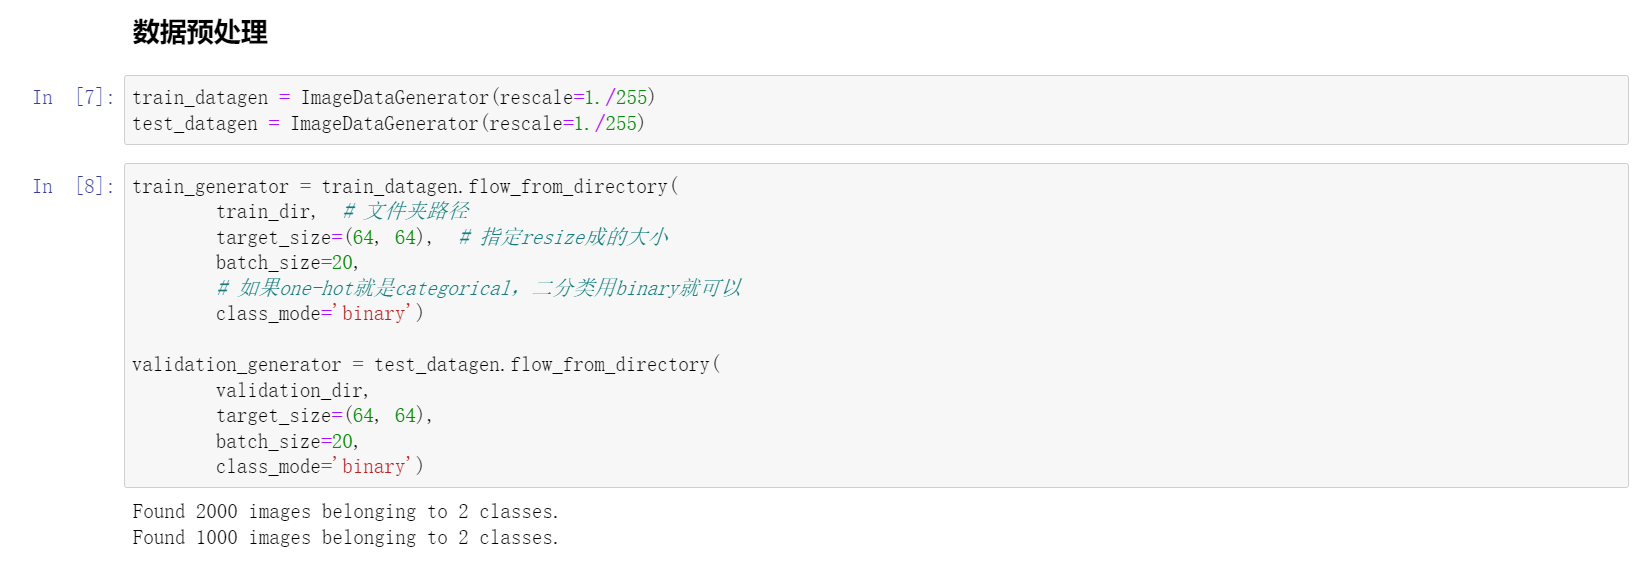 数据预处理
In [7]: train_datagen = ImageDataGenerator(rescale=1./255)
test_datagen = ImageDataGenerator(rescale=1./255)
In [8]: train_generator = train_datagen.flow_from_directory(
train_dir,  # 文件夹路径
target_size=(64, 64),  # 指定resize成的大小
batch_size=20,
# 如果one-hot就是categorical，二分类用binary就可以
class_mode='binary')
validation_generator = test_datagen.flow_from_directory(
validation_dir,
target_size=(64, 64),
batch_size=20,
class_mode='binary')
Found 2000 images belonging to 2 classes.
Found 1000 images belonging to 2 classes.